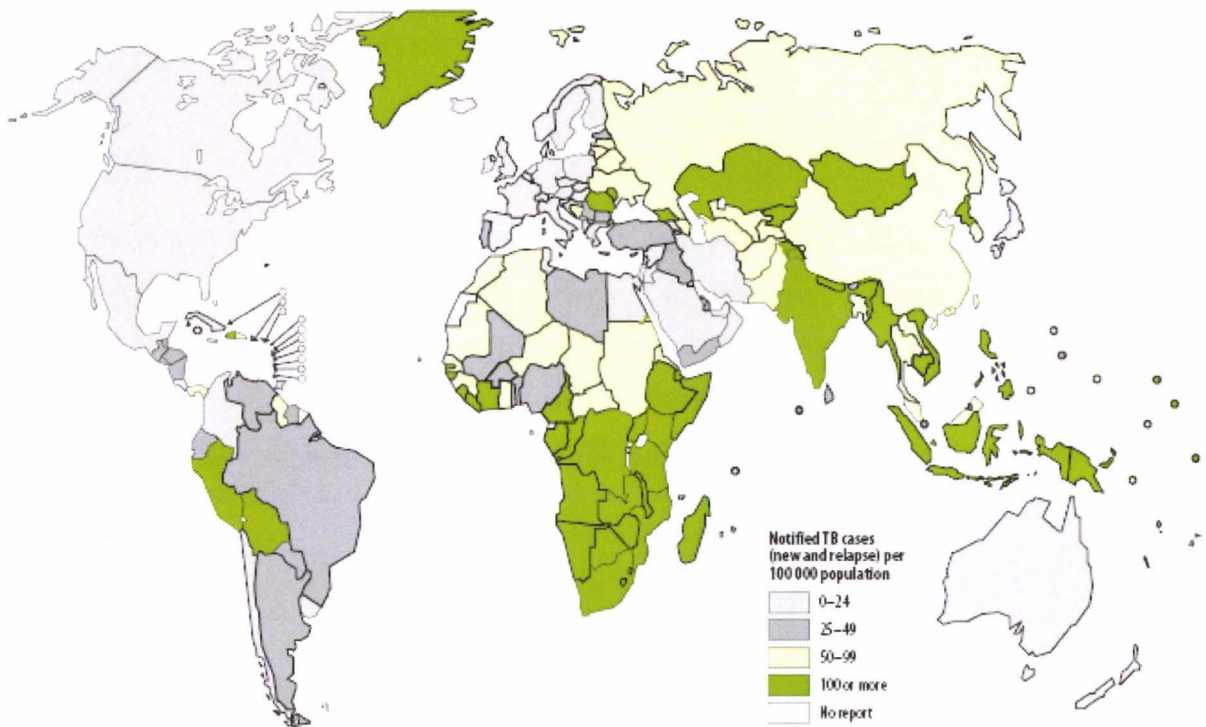 Notified TB cases
(new and relapse) per
100 000 population
0–24
25–49
50–99
100 or more
No report